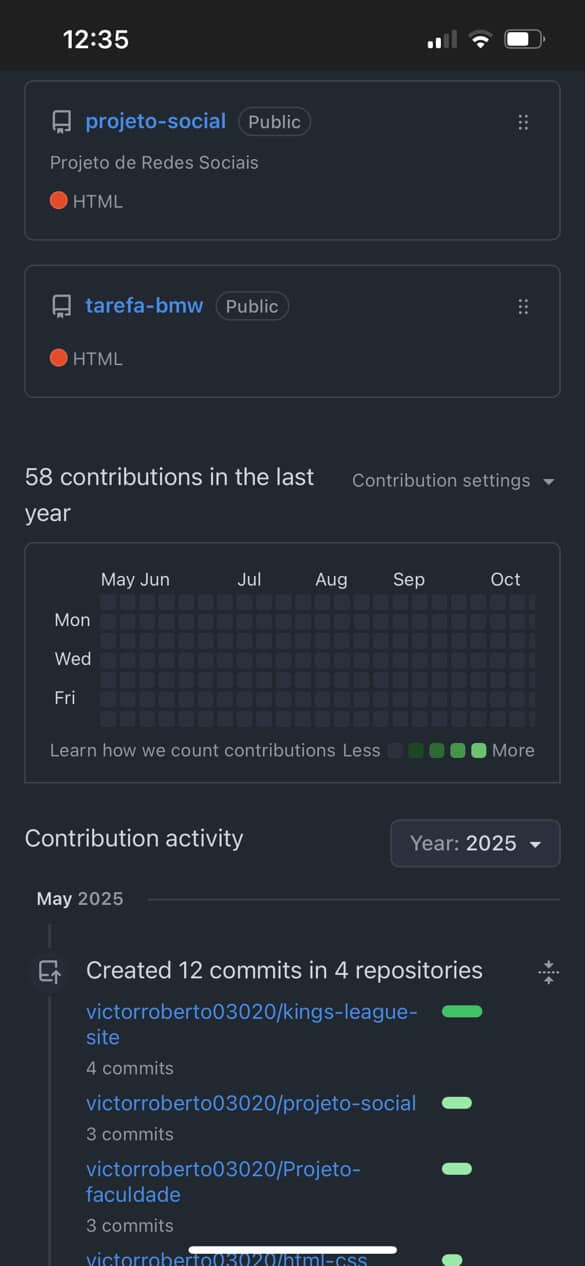 12:35
projeto-social Public
Projeto de Redes Sociais
HTML
tarefa-bmw Public
HTML
58 contributions in the last
year
Contribution settings
May Jun Jul Aug Sep Oct
Mon
Wed
Fri
Learn how we count contributions Less More
Contribution activity
Year: 2025
May 2025
Created 12 commits in 4 repositories
victorroberto03020/kings-league-
site
4 commits
victorroberto03020/projeto-social
3 commits
victorroberto03020/Projeto-
faculdade
3 commits
victorroberto03020/html-css